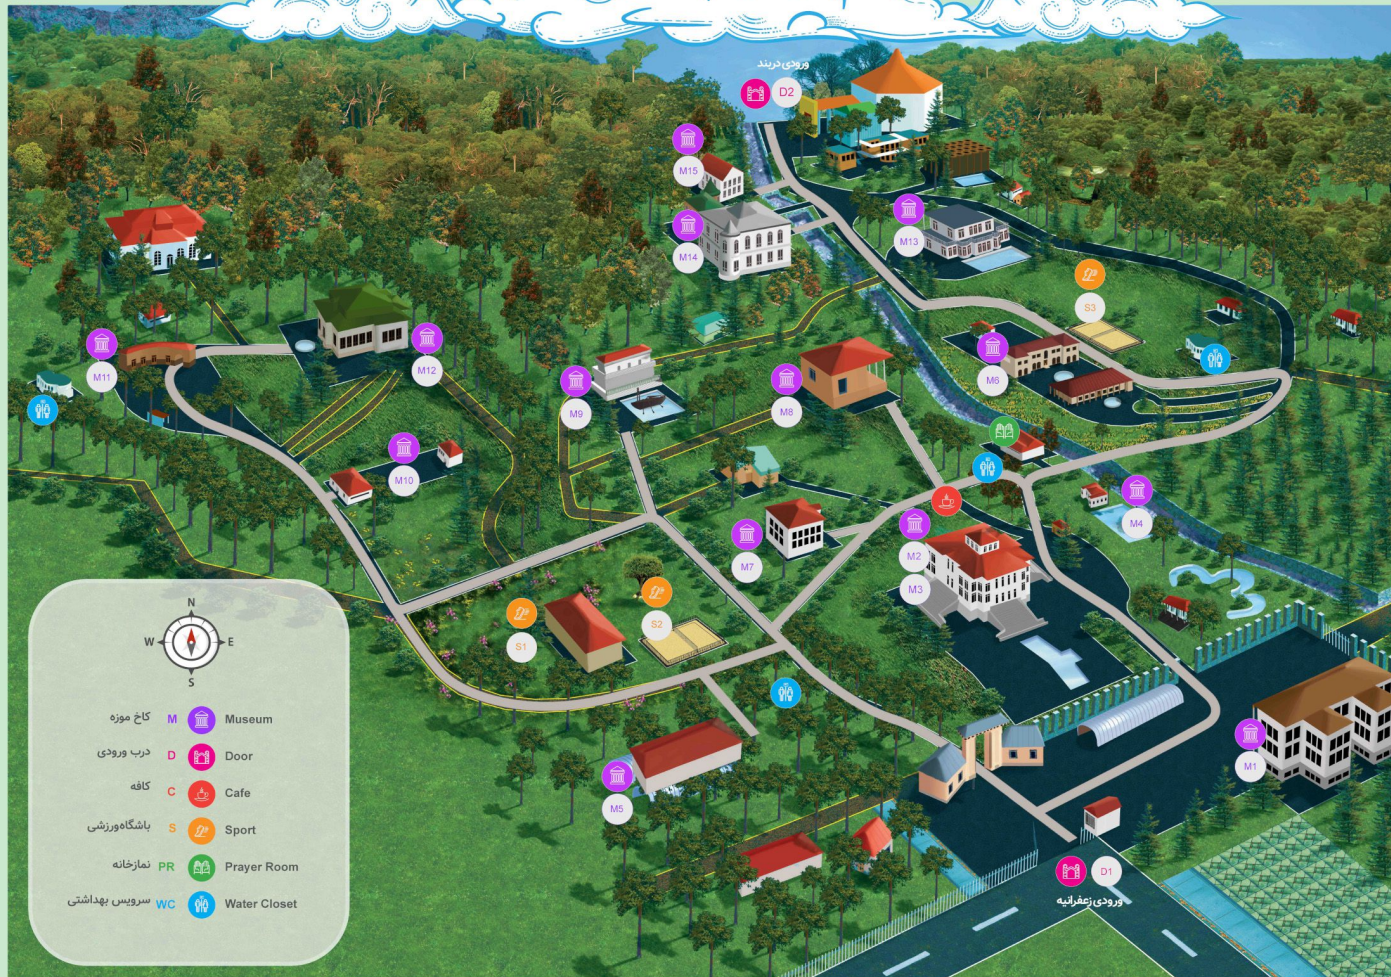 ورودی دربند
D2
M15
M14
M13
S3
M11
M12
M9
M8
M6
M10
M7
M2
M3
M4
S1
S2
M5
M1
D1
ورودی زعفرانیه
N
W E
S
کاخ موزه M Museum
درب ورودی D Door
کافه C Cafe
باشگاه‌ورزشی S Sport
نمازخانه PR Prayer Room
سرویس بهداشتی WC Water Closet